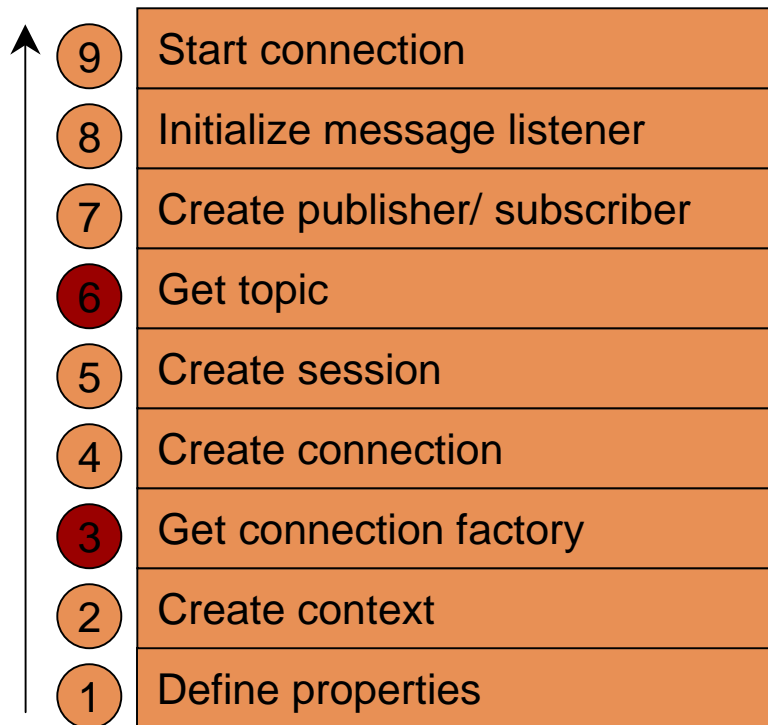 9 Start connection
8 Initialize message listener
7 Create publisher/ subscriber
6 Get topic
5 Create session
4 Create connection
3 Get connection factory
2 Create context
1 Define properties